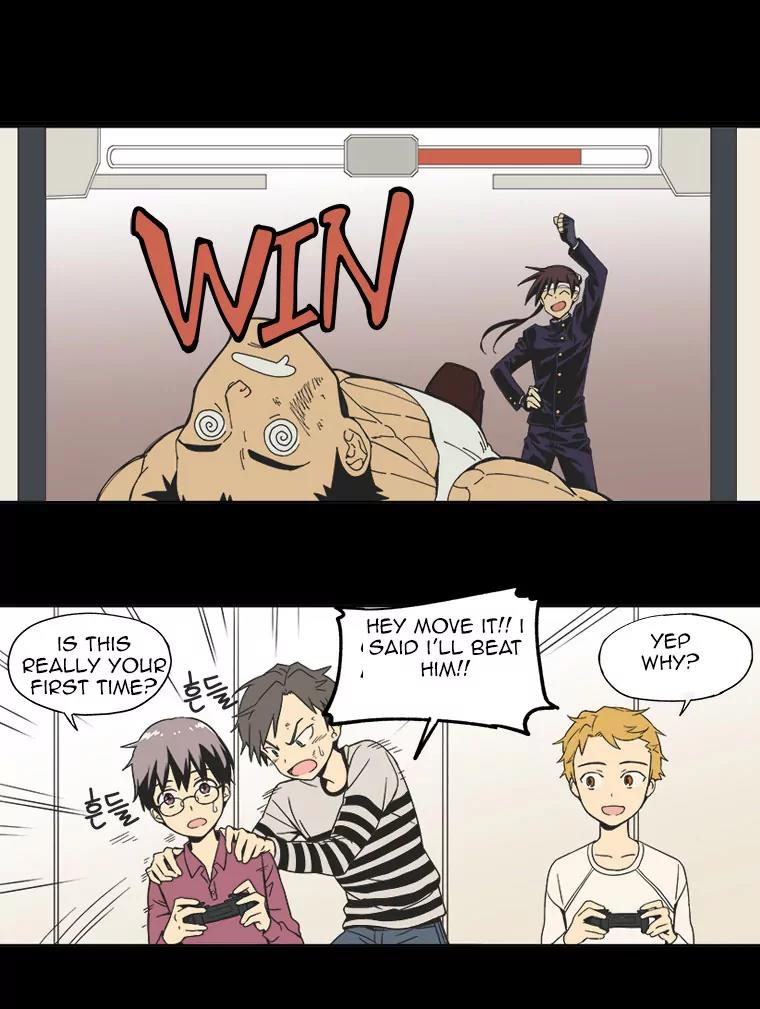 WIN
IS THIS
REALLY YOUR
FIRST TIME?
흔들
흔들
HEY MOVE IT!! I
SAID I'LL BEAT
HIM!!
YEP
WHY?